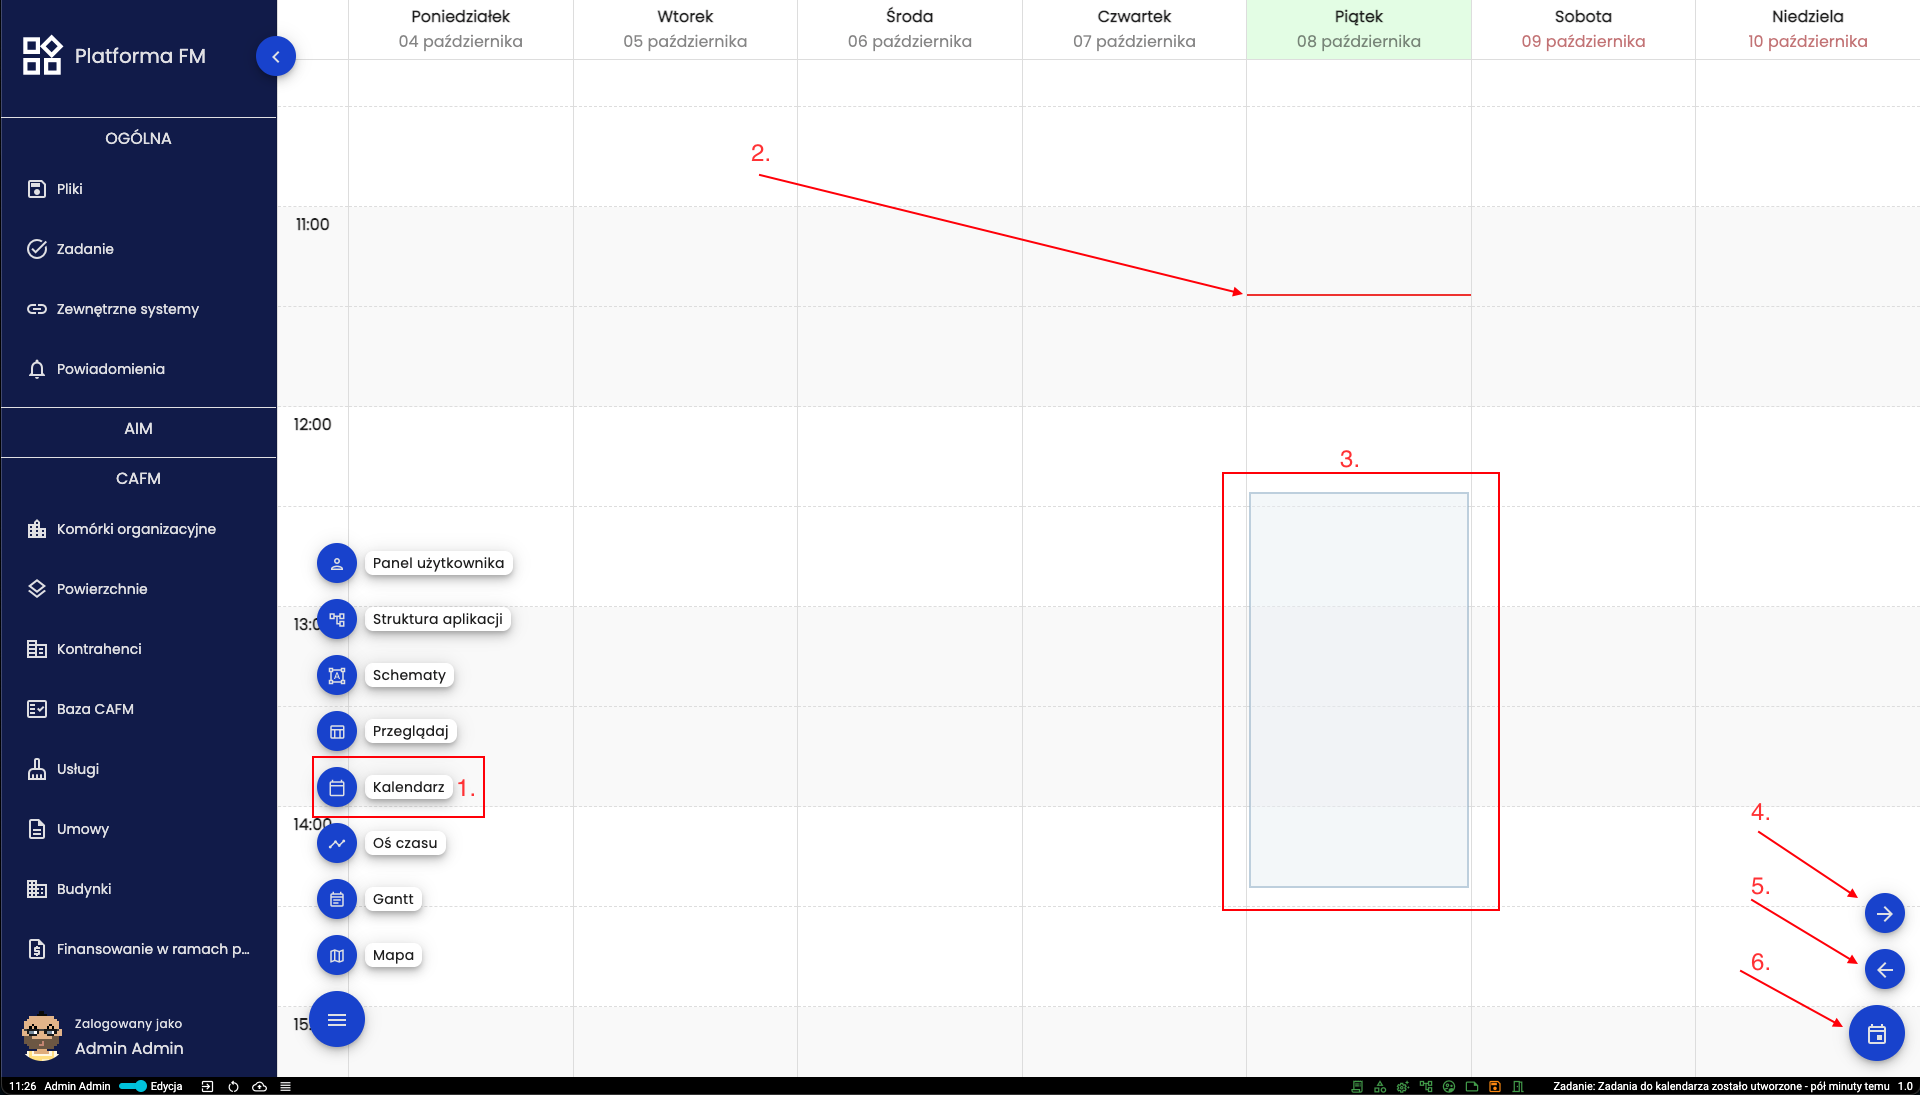 Platforma FM
OGÓLNA
Pliki
Zadanie
Zewnętrzne systemy
Powiadomienia
AIM
CAFM
Komórki organizacyjne
Powierzchnie
Kontrahenci
Baza CAFM
Usługi
Umowy
Budynki
Finansowanie w ramach p...
Zalogowany jako
Admin Admin
Poniedziałek
04 października
Wtorek
05 października
Środa
06 października
Czwartek
07 października
Piątek
08 października
Sobota
09 października
Niedziela
10 października
2.
11:00
12:00
3.
Panel użytkownika
Struktura aplikacji
13:0
Schematy
Przeglądaj
Kalendarz
1.
14:00
Oś czasu
Gantt
Mapa
15
4.
5.
6.
11:26 Admin Admin Edycja
Zadanie: Zadania do kalendarza zostało utworzone - pół minuty temu 1.0